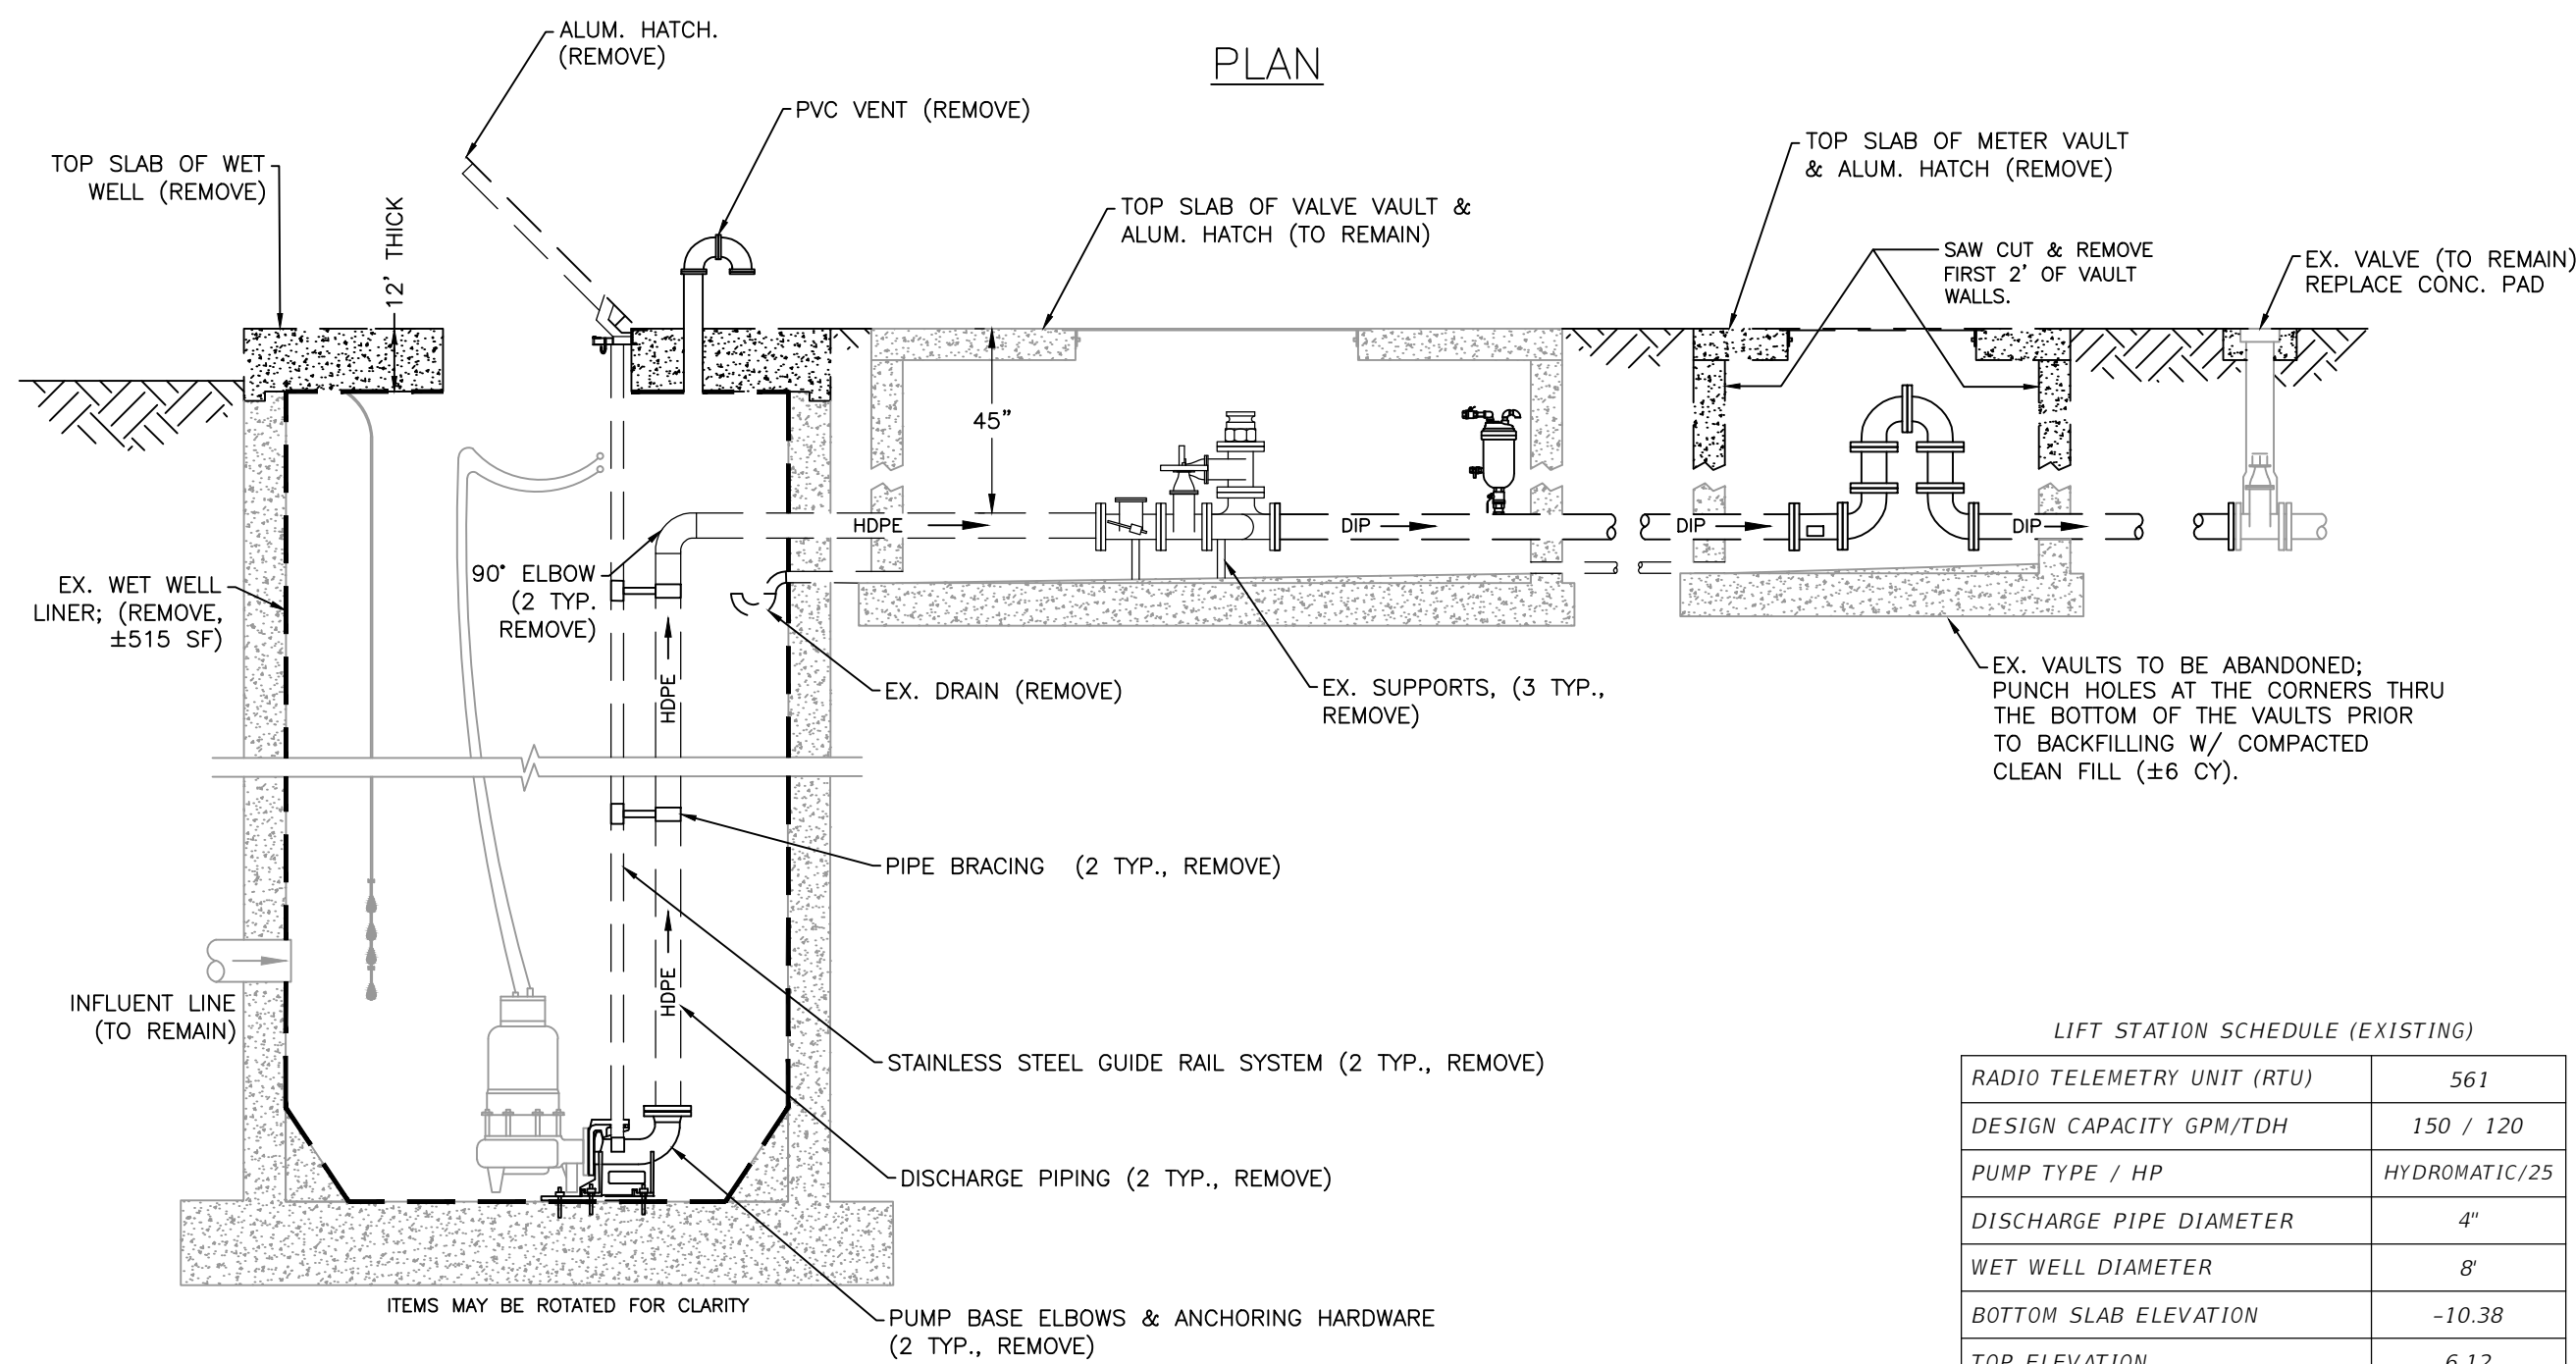 PLAN
ALUM. HATCH.
(REMOVE)
PVC VENT (REMOVE)
TOP SLAB OF WET
WELL (REMOVE)
12" THICK
TOP SLAB OF VALVE VAULT &
ALUM. HATCH (TO REMAIN)
TOP SLAB OF METER VAULT
& ALUM. HATCH (REMOVE)
SAW CUT & REMOVE
FIRST 2' OF VAULT
WALLS.
EX. VALVE (TO REMAIN)
REPLACE CONC. PAD
45"
HDPE
DIP
DIP
DIP
90° ELBOW
(2 TYP.
REMOVE)
EX. WET WELL
LINER; (REMOVE,
±515 SF)
HDPE
EX. DRAIN (REMOVE)
EX. SUPPORTS, (3 TYP.,
REMOVE)
EX. VAULTS TO BE ABANDONED;
PUNCH HOLES AT THE CORNERS THRU
THE BOTTOM OF THE VAULTS PRIOR
TO BACKFILLING W/ COMPACTED
CLEAN FILL (±6 CY).
PIPE BRACING (2 TYP., REMOVE)
HDPE
INFLUENT LINE
(TO REMAIN)
STAINLESS STEEL GUIDE RAIL SYSTEM (2 TYP., REMOVE)
DISCHARGE PIPING (2 TYP., REMOVE)
ITEMS MAY BE ROTATED FOR CLARITY
PUMP BASE ELBOWS & ANCHORING HARDWARE
(2 TYP., REMOVE)
LIFT STATION SCHEDULE (EXISTING)
RADIO TELEMETRY UNIT (RTU) 561
DESIGN CAPACITY GPM/TDH 150 / 120
PUMP TYPE / HP HYDROMATIC/25
DISCHARGE PIPE DIAMETER 4"
WET WELL DIAMETER 8'
BOTTOM SLAB ELEVATION -10.38
TOP ELEVATION 6.12